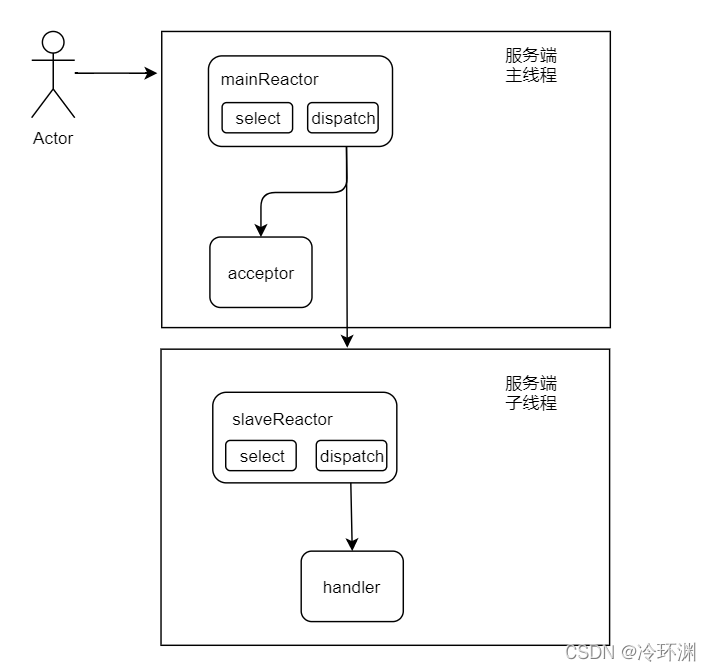 Actor
服务端
主线程
mainReactor
select
dispatch
acceptor
服务端
子线程
slaveReactor
select
dispatch
handler
CSDN @冷环渊